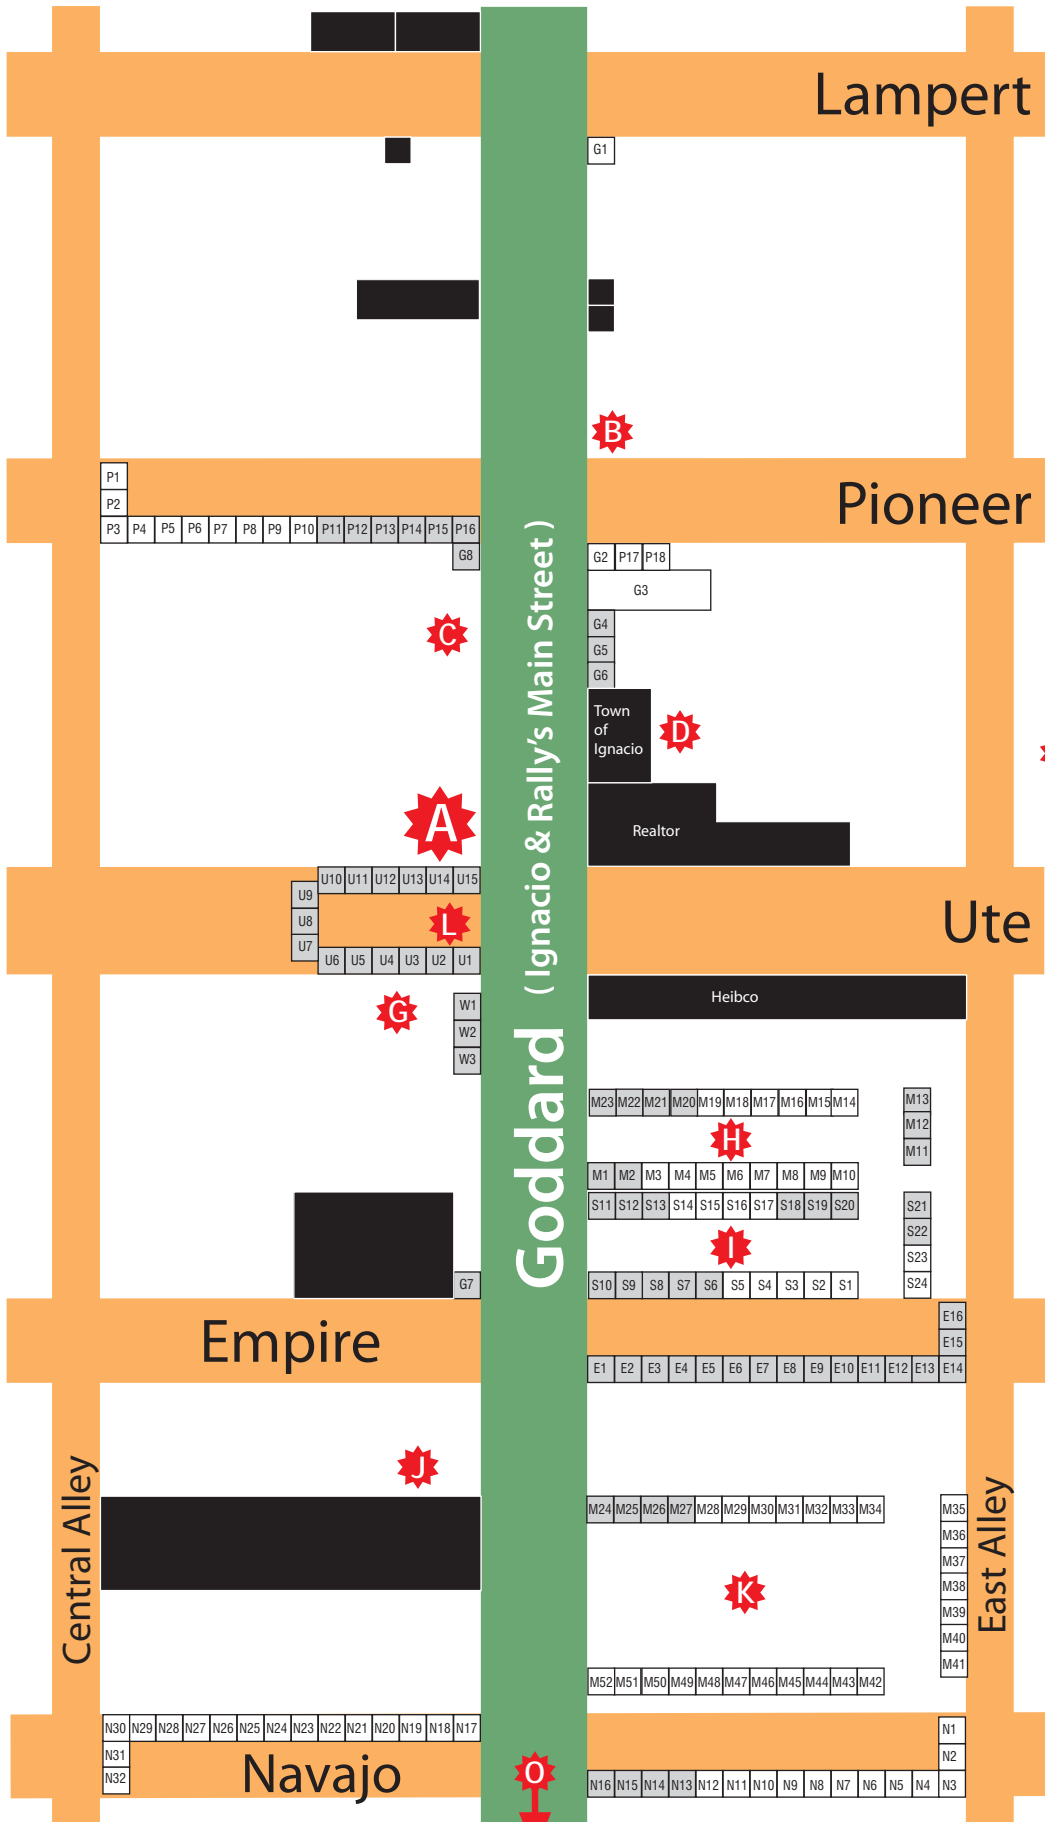 Lampert
G1
B
Pioneer
P1
P2
P3 P4 P5 P6 P7 P8 P9 P10 P11 P12 P13 P14 P15 P16
G8
G2 P17 P18
G3
G4
G5
G6
C
Town
of
Ignacio
D
A
Realtor
Goddard ( Ignacio & Rally's Main Street )
U10 U11 U12 U13 U14 U15
U9
U8
U7
L
U6 U5 U4 U3 U2 U1
Ute
G
W1
W2
W3
Heibco
M23 M22 M21 M20 M19 M18 M17 M16 M15 M14
M13
M12
M11
H
M1 M2 M3 M4 M5 M6 M7 M8 M9 M10
S11 S12 S13 S14 S15 S16 S17 S18 S19 S20
S21
S22
S23
S24
I
S10 S9 S8 S7 S6 S5 S4 S3 S2 S1
G7
Empire
E16
E15
E1 E2 E3 E4 E5 E6 E7 E8 E9 E10 E11 E12 E13 E14
J
Central Alley
East Alley
M24 M25 M26 M27 M28 M29 M30 M31 M32 M33 M34
M35
M36
M37
M38
M39
M40
M41
K
M52 M51 M50 M49 M48 M47 M46 M45 M44 M43 M42
N30 N29 N28 N27 N26 N25 N24 N23 N22 N21 N20 N19 N18 N17
N31
N32
Navajo
O
N1
N2
N16 N15 N14 N13 N12 N11 N10 N9 N8 N7 N6 N5 N4 N3